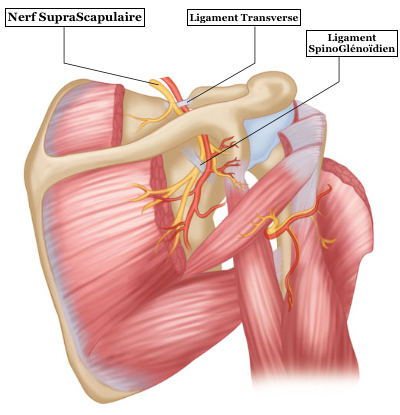 Nerf SupraScapulaire
Ligament Transverse
Ligament
SpinoGlénoïdien